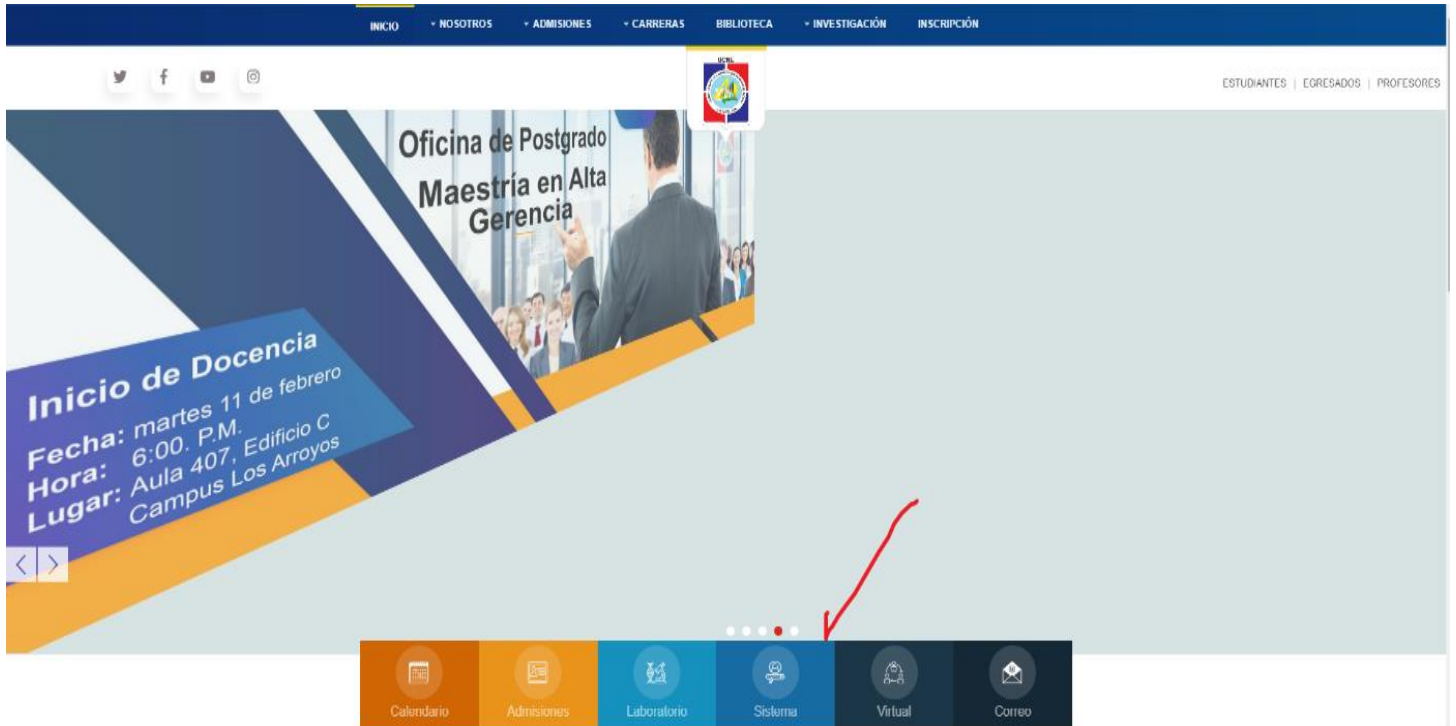 INICIO
NOSOTROS
ADMISIONES
CARRERAS
BIBLIOTECA
INVESTIGACIÓN
INSCRIPCIÓN
UCNE
ESTUDIANTES | EGRESADOS | PROFESORES
Oficina de Postgrado
Maestría en Alta
Gerencia
Inicio de Docencia
Fecha: martes 11 de febrero
Hora: 6:00. P.M.
Lugar: Aula 407, Edificio C
Campus Los Arroyos
Calendario
Admisiones
Laboratorio
Sistema
Virtual
Correo